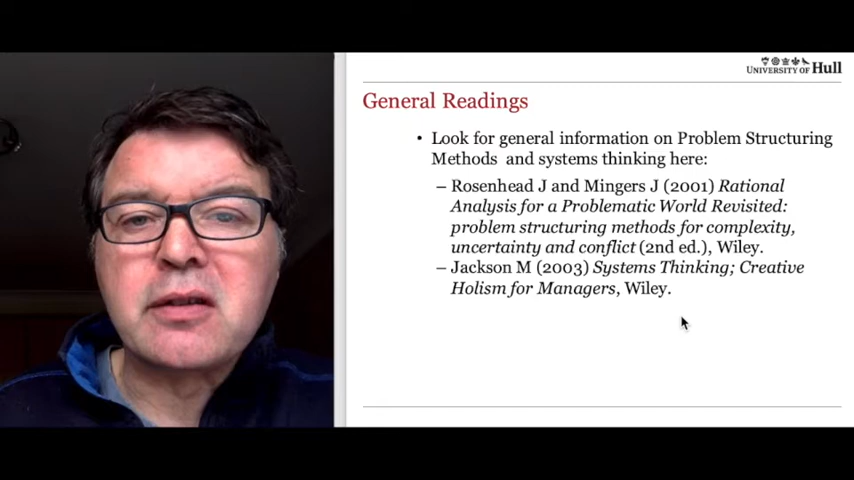 UNIVERSITY OF Hull
General Readings
• Look for general information on Problem Structuring
Methods and systems thinking here:
– Rosenhead J and Mingers J (2001) Rational
Analysis for a Problematic World Revisited:
problem structuring methods for complexity,
uncertainty and conflict (2nd ed.), Wiley.
– Jackson M (2003) Systems Thinking; Creative
Holism for Managers, Wiley.